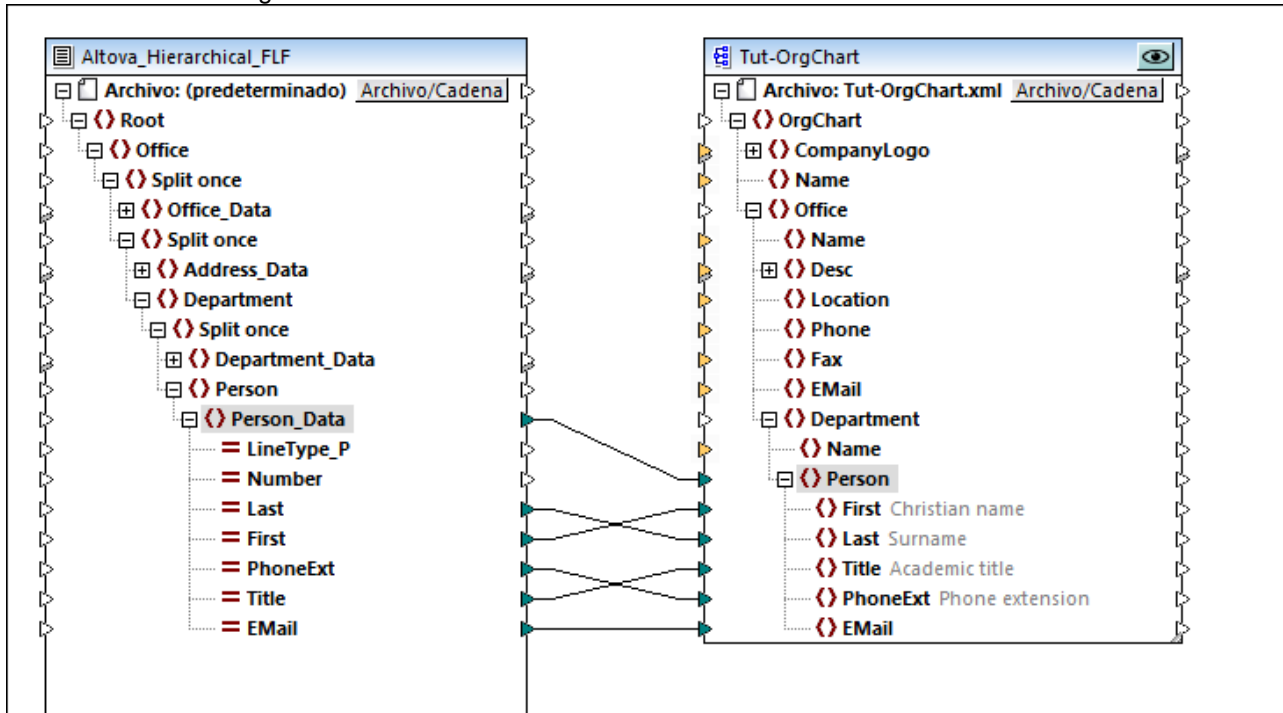 Altova_Hierarchical_FLF
Archivo: (predeterminado) Archivo/Cadena
Root
Office
Split once
Office_Data
Split once
Address_Data
Department
Split once
Department_Data
Person
Person_Data
LineType_P
Number
Last
First
PhoneExt
Title
EMail
Tut-OrgChart
Archivo: Tut-OrgChart.xml Archivo/Cadena
OrgChart
CompanyLogo
Name
Office
Name
Desc
Location
Phone
Fax
EMail
Department
Name
Person
First Christian name
Last Surname
Title Academic title
PhoneExt Phone extension
EMail